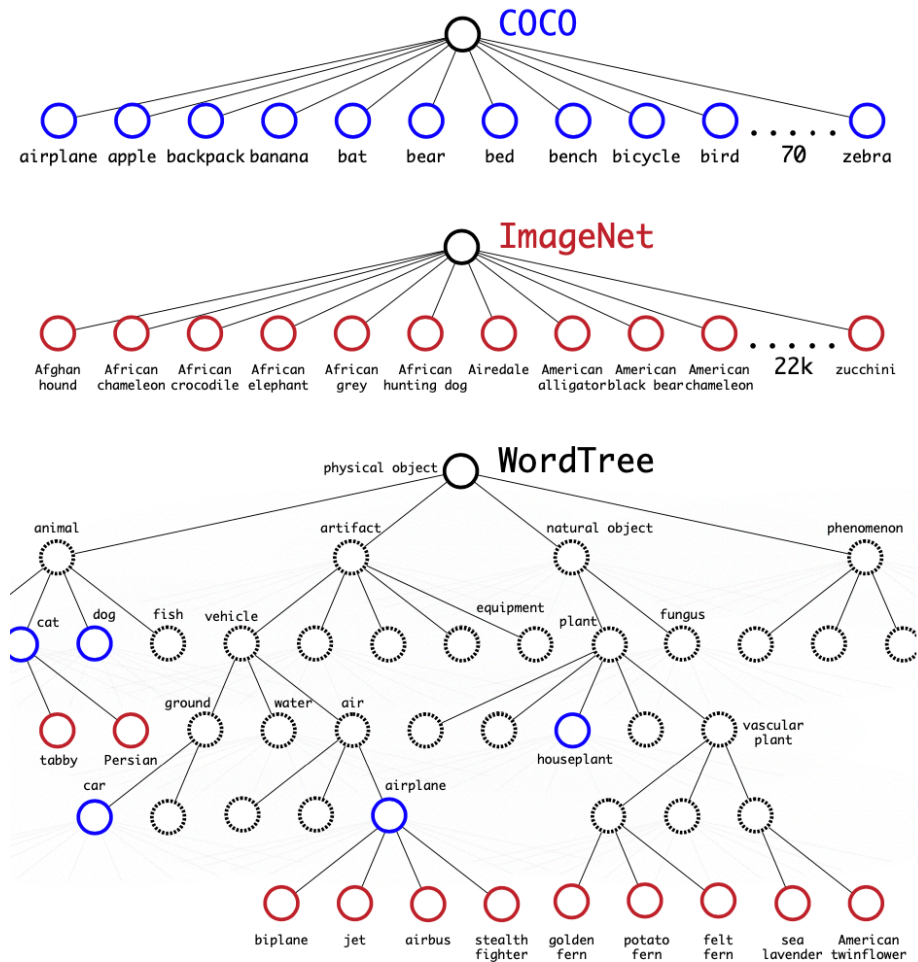 COCO
airplane apple backpack banana bat bear bed bench bicycle bird 70 zebra
ImageNet
Afghan hound
African chameleon
African crocodile
African elephant
African grey
African hunting dog
Airedale
American alligator
American black bear
American chameleon
22k
zucchini
WordTree
physical object
animal artifact natural object phenomenon
cat dog fish vehicle equipment plant fungus
ground water air vascular plant
tabby Persian houseplant
car airplane
biplane jet airbus
stealth fighter
golden fern
potato fern
felt fern
sea lavender
American twinflower